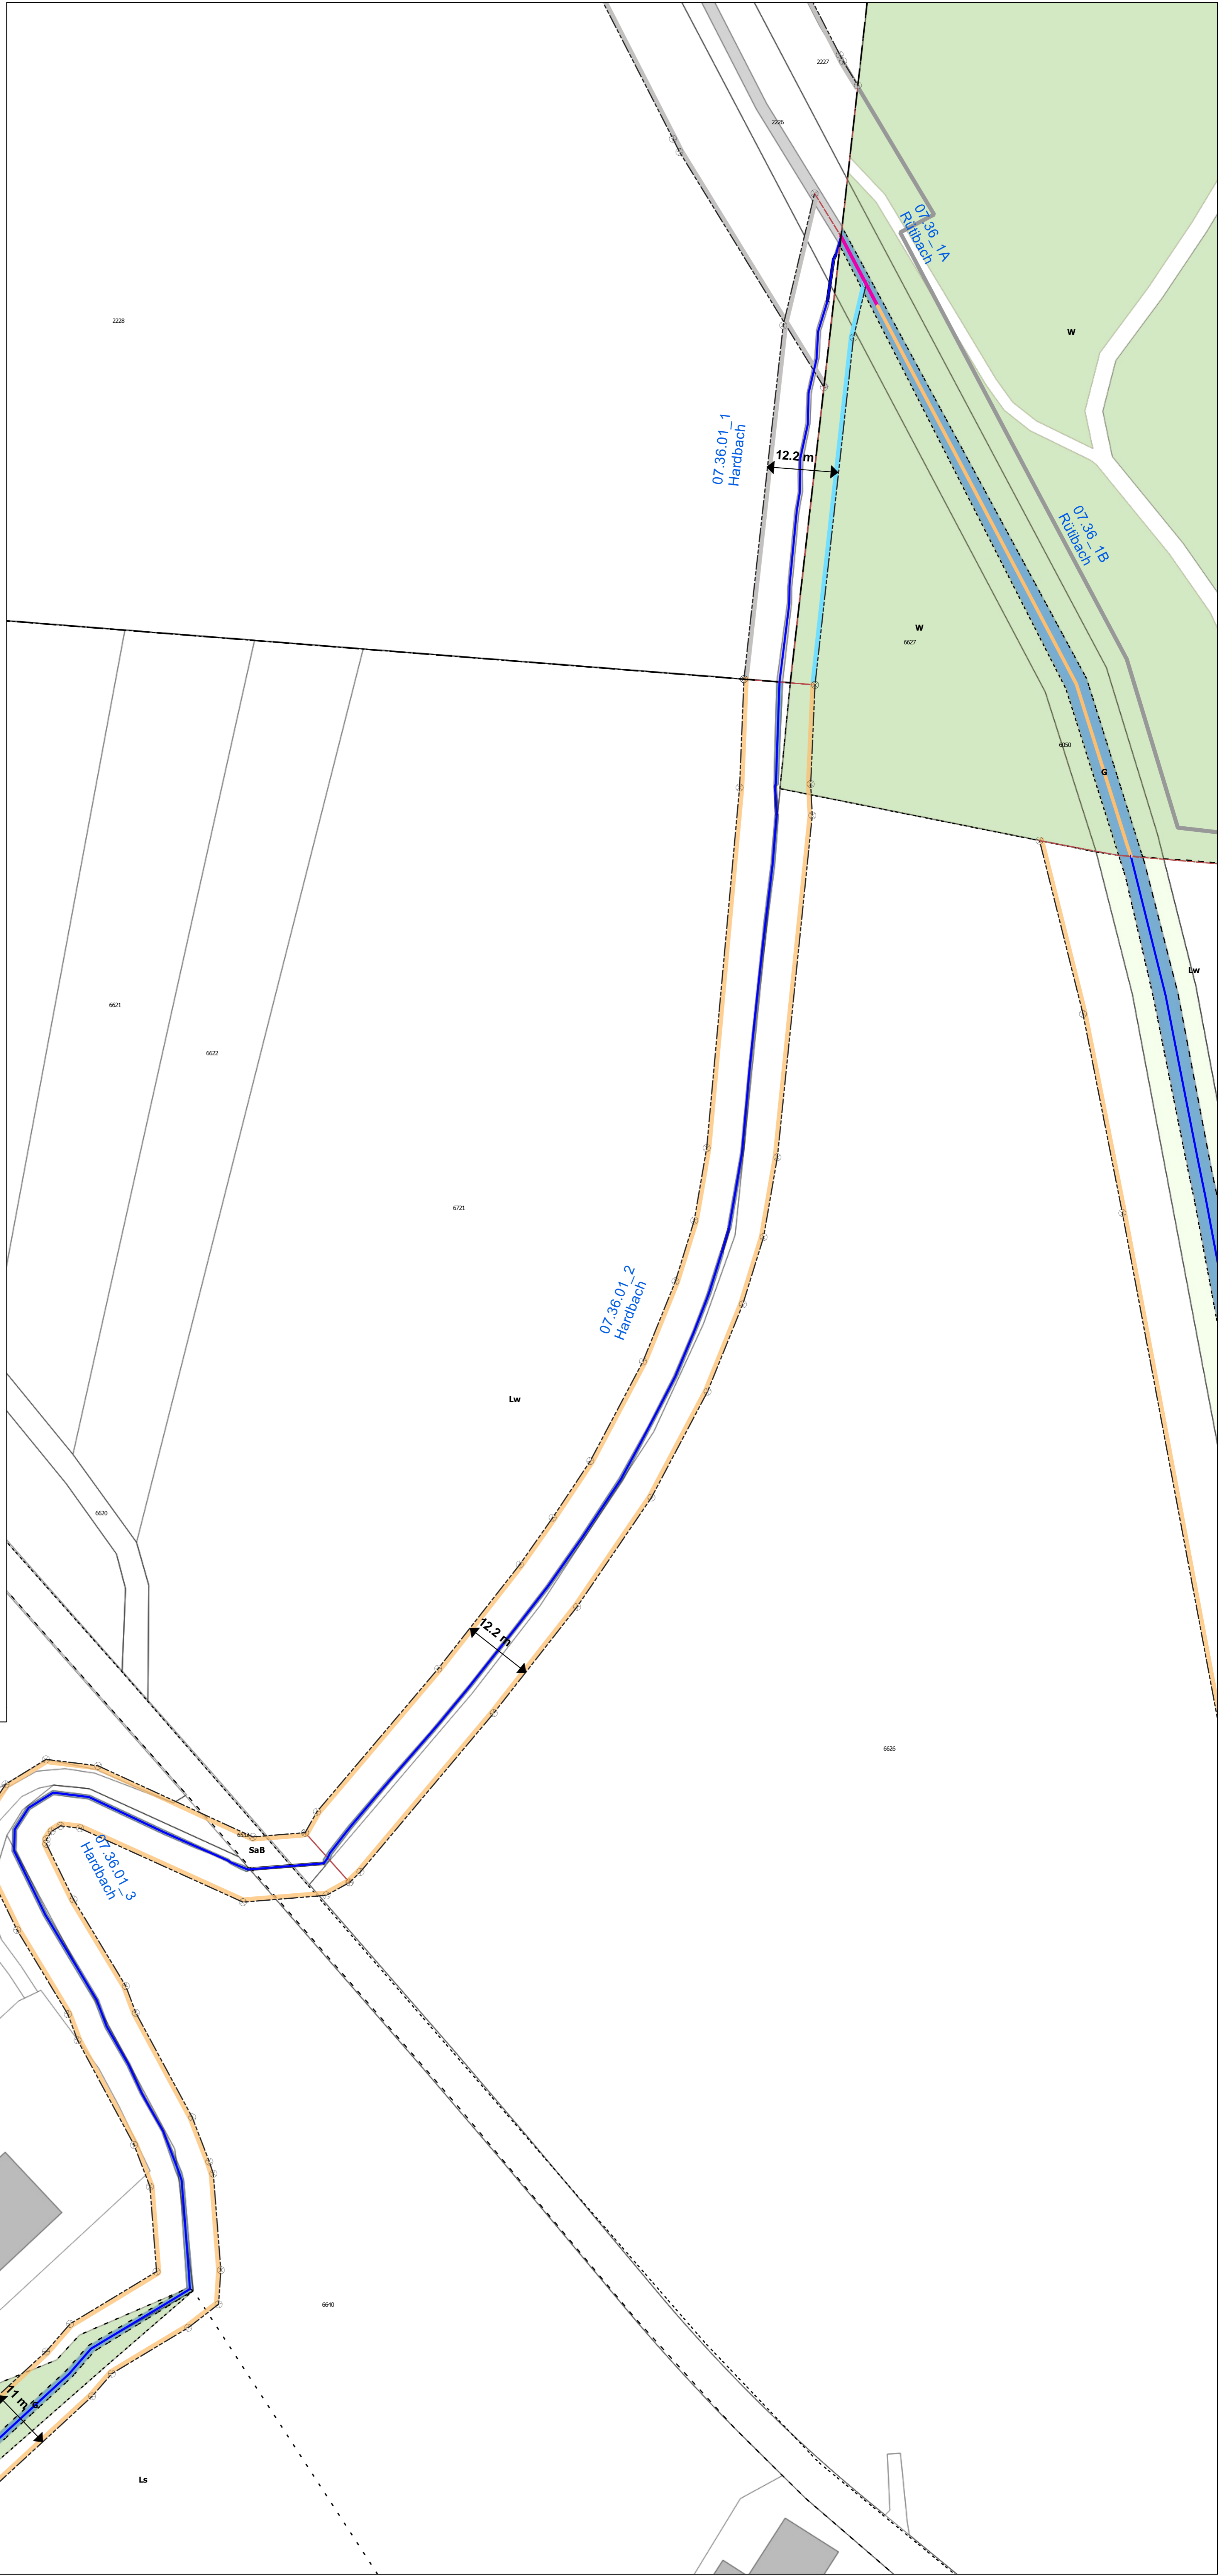 2227
2226
07.36_1A
Rütibach
2228
W
07.36.01_1
Hardbach
12.2 m
07.36_1B
Rütibach
W
6627
6050
G
Lw
6621
6622
6721
07.36.01_2
Hardbach
Lw
6620
12.2 m
6626
SaB
07.36.01_3
Hardbach
6640
11 m
Ls